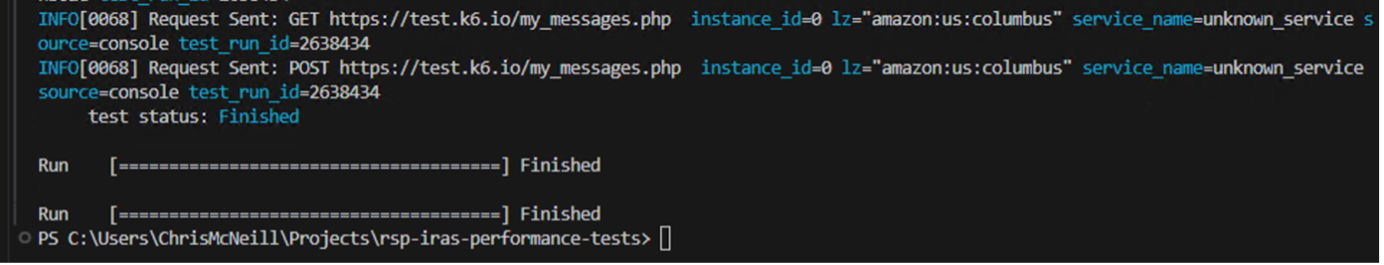 INFO[0068] Request Sent: GET https://test.k6.io/my_messages.php  instance_id=0 lz="amazon:us:columbus" service_name=unknown_service s
ource=console test_run_id=2638434
INFO[0068] Request Sent: POST https://test.k6.io/my_messages.php  instance_id=0 lz="amazon:us:columbus" service_name=unknown_service
source=console test_run_id=2638434
     test status: Finished
Run    [======================================] Finished
Run    [======================================] Finished
PS C:\Users\ChrisMcNeill\Projects\rsp-iras-performance-tests>